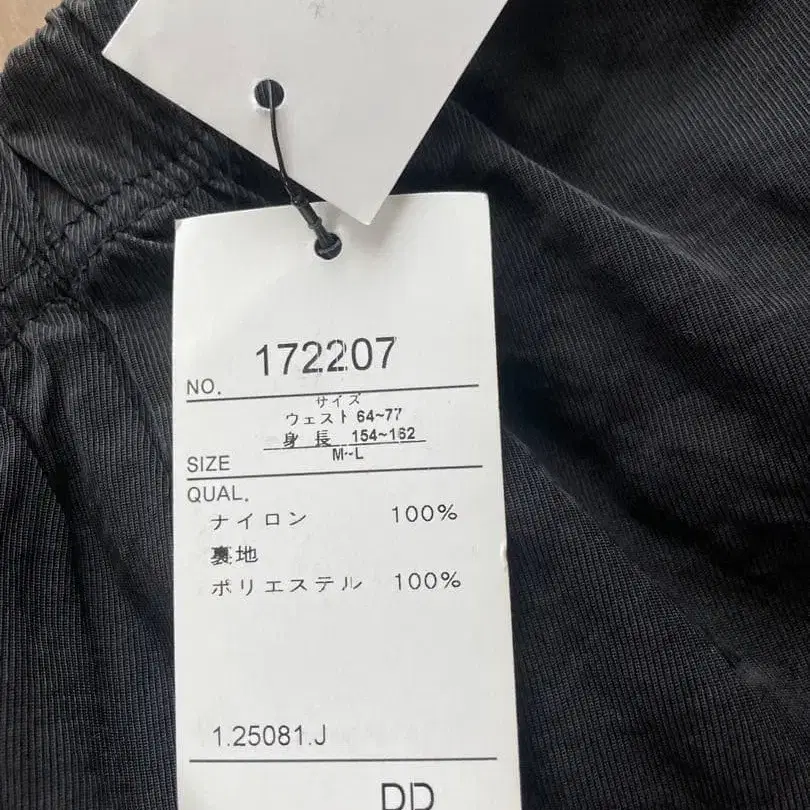 NO. 172207
サイズ
ウェスト 64~77
身長 154~162
SIZE M~L
QUAL.
ナイロン 100%
裏地
ポリエステル 100%
1.25081.J